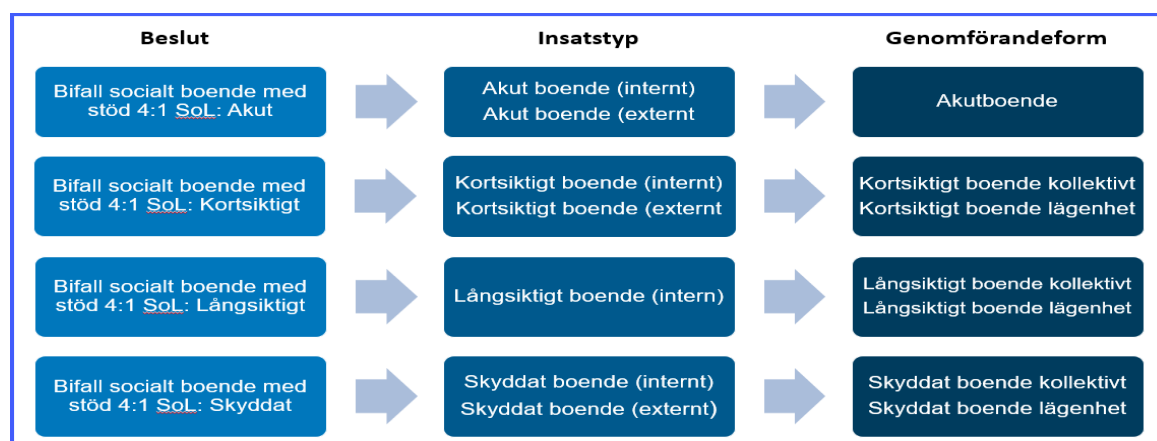 Beslut
Insatstyp
Genomförandeform
Bifall socialt boende med
stöd 4:1 SoL: Akut
Akut boende (internt)
Akut boende (externt
Akutboende
Bifall socialt boende med
stöd 4:1 SoL: Kortsiktigt
Kortsiktigt boende (internt)
Kortsiktigt boende (externt
Kortsiktigt boende kollektivt
Kortsiktigt boende lägenhet
Bifall socialt boende med
stöd 4:1 SoL: Långsiktigt
Långsiktigt boende (intern)
Långsiktigt boende kollektivt
Långsiktigt boende lägenhet
Bifall socialt boende med
stöd 4:1 SoL: Skyddat
Skyddat boende (internt)
Skyddat boende (externt)
Skyddat boende kollektivt
Skyddat boende lägenhet